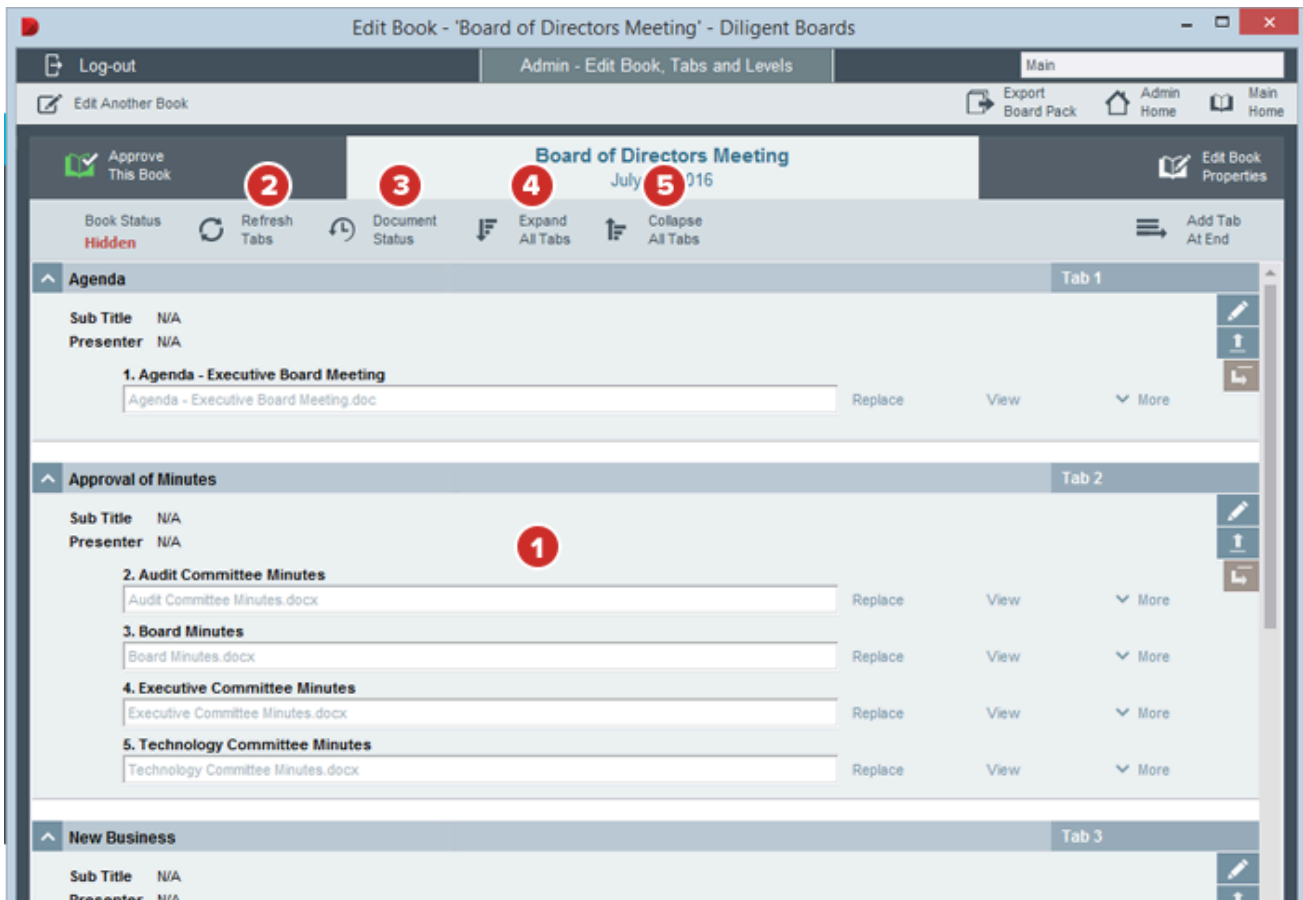 Edit Book - 'Board of Directors Meeting' - Diligent Boards
Log-out
Admin - Edit Book, Tabs and Levels
Main
Edit Another Book
Export
Board Pack
Admin
Home
Main
Home
Approve
This Book
Board of Directors Meeting
July 016
Edit Book
Properties
2
3
4
5
Book Status
Hidden
Refresh
Tabs
Document
Status
Expand
All Tabs
Collapse
All Tabs
Add Tab
At End
Agenda
Tab 1
Sub Title N/A
Presenter N/A
1. Agenda - Executive Board Meeting
Agenda - Executive Board Meeting.doc
Replace View More
Approval of Minutes
Tab 2
Sub Title N/A
Presenter N/A
1
2. Audit Committee Minutes
Audit Committee Minutes.docx
Replace View More
3. Board Minutes
Board Minutes.docx
Replace View More
4. Executive Committee Minutes
Executive Committee Minutes.docx
Replace View More
5. Technology Committee Minutes
Technology Committee Minutes.docx
Replace View More
New Business
Tab 3
Sub Title N/A
Presenter N/A